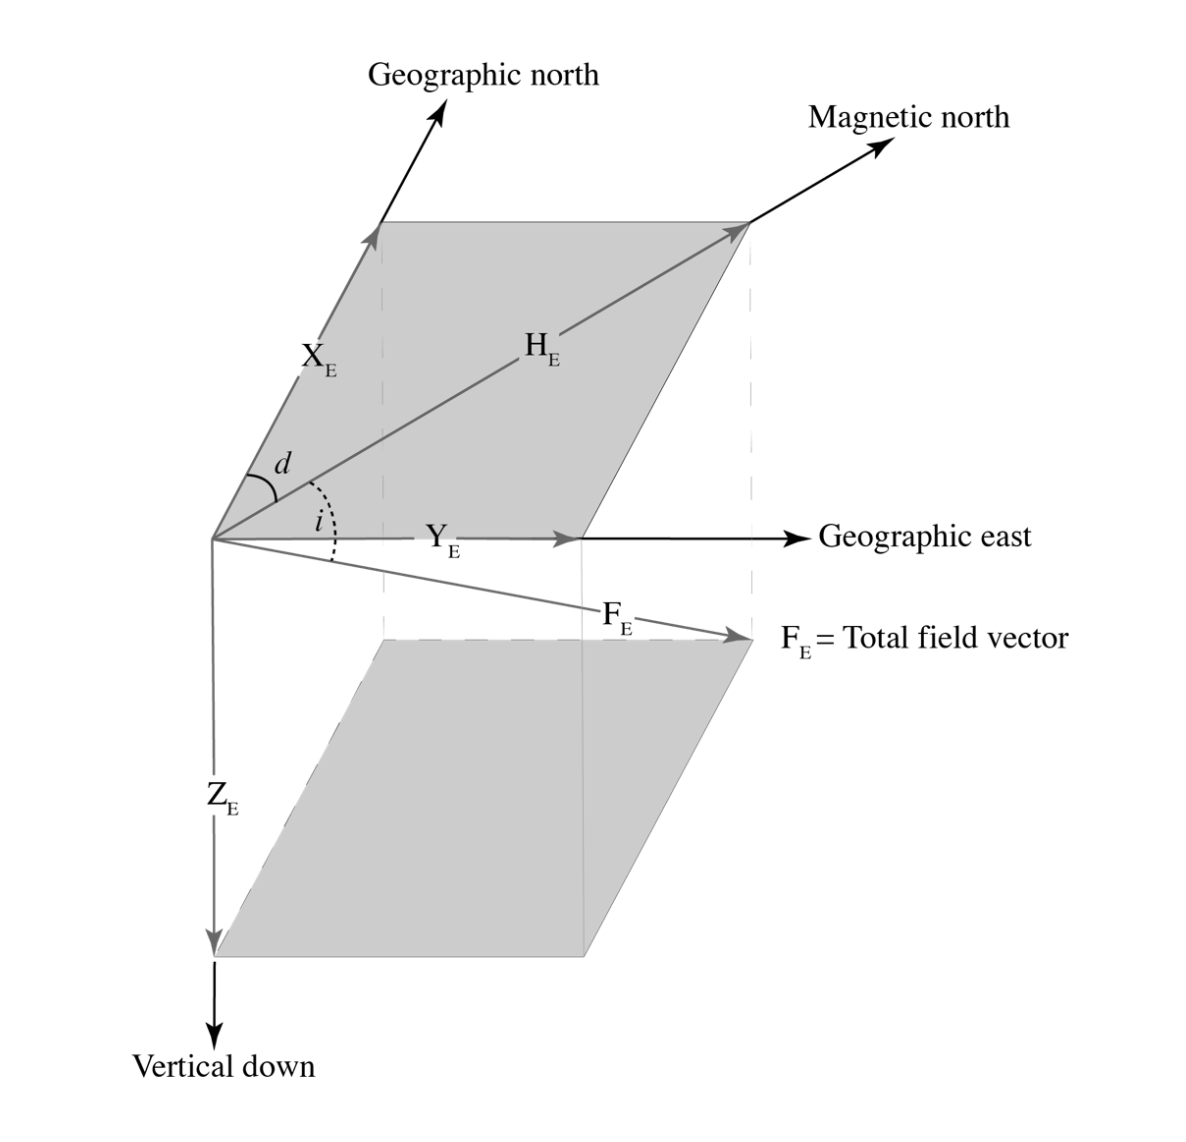 Geographic north
Magnetic north
H_E
X_E
d
i
Y_E
Geographic east
F_E
F_E = Total field vector
Z_E
Vertical down